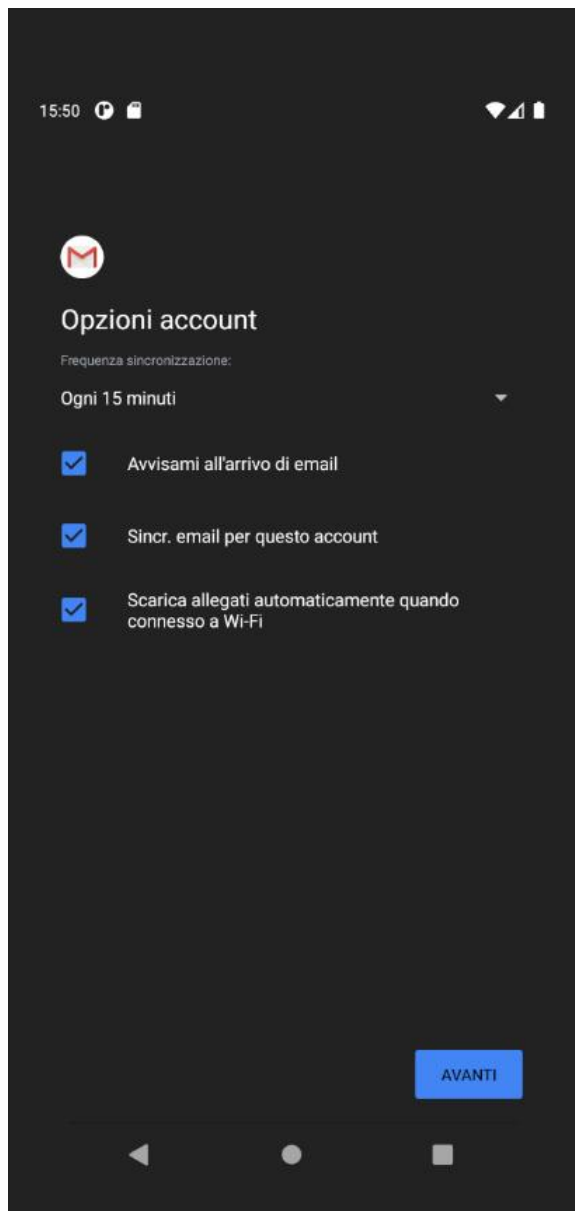 15:50
Opzioni account
Frequenza sincronizzazione:
Ogni 15 minuti
Avvisami all'arrivo di email
Sincr. email per questo account
Scarica allegati automaticamente quando
connesso a Wi-Fi
AVANTI